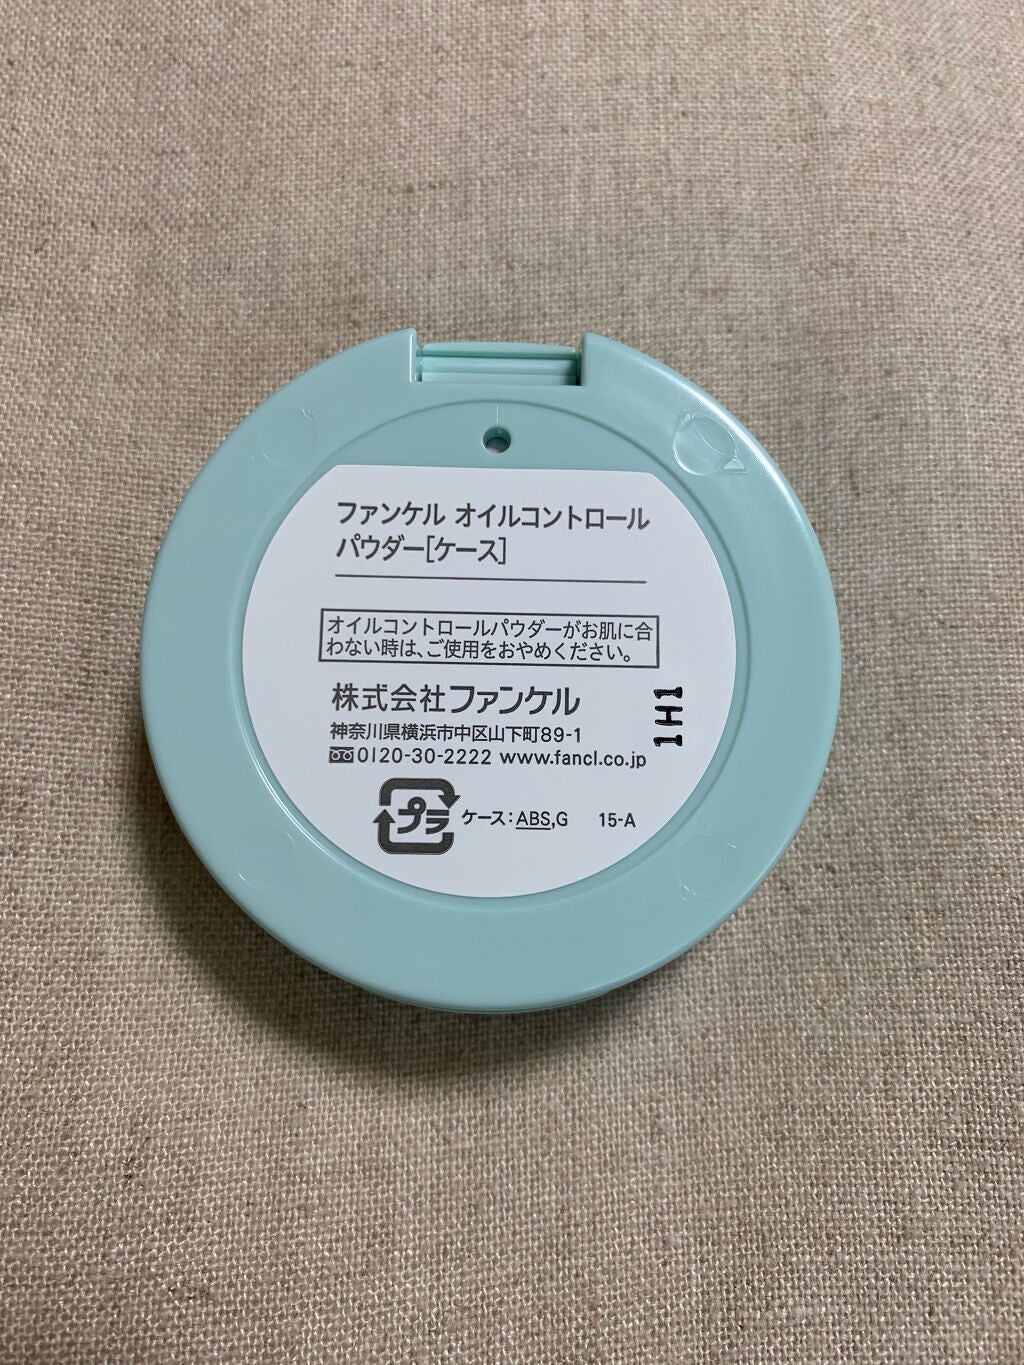 ファンケル オイルコントロール
パウダー[ケース]
オイルコントロールパウダーがお肌に合
わない時は、ご使用をおやめください。
株式会社ファンケル
神奈川県横浜市中区山下町89-1
0120-30-2222 www.fancl.co.jp
1H1
プラ ケース:ABS,G 15-A